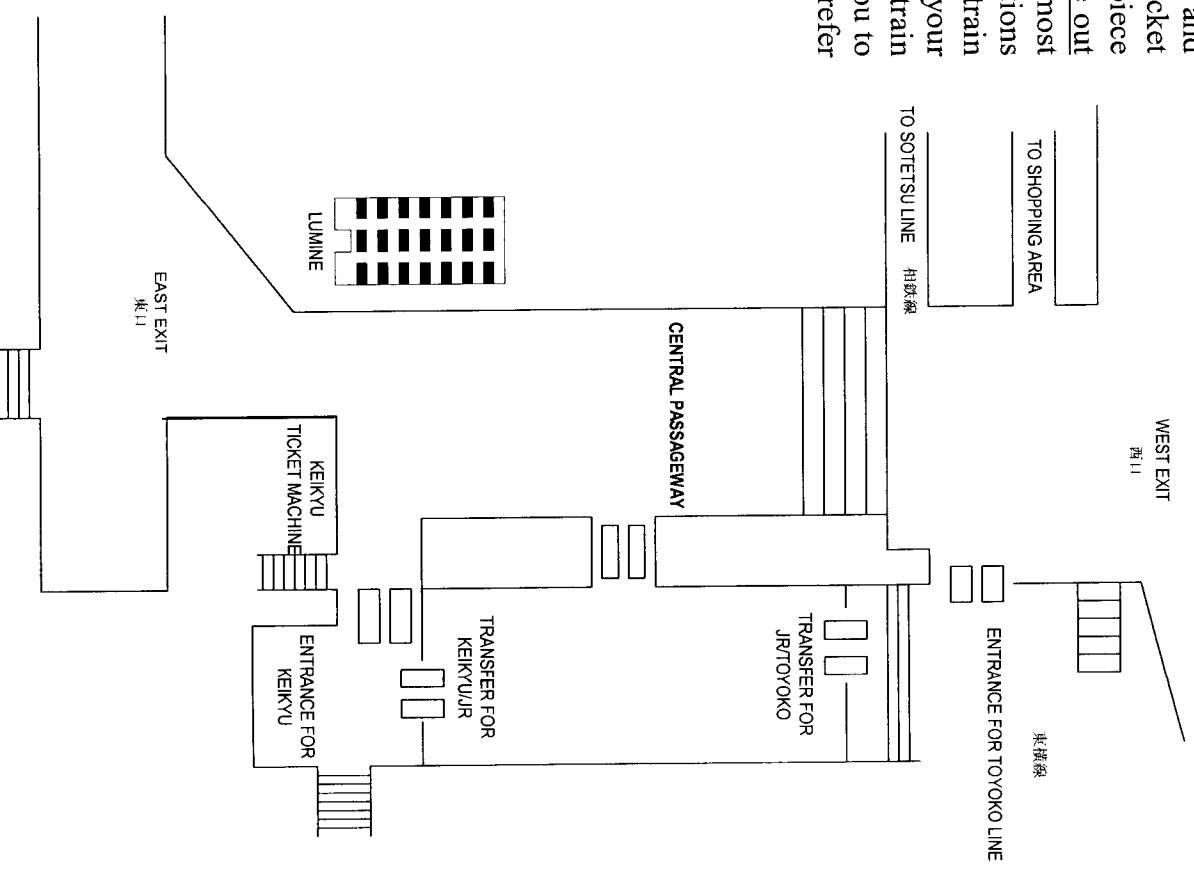 and
cket
piece
out
most
tions
train
your
train
ou to
refer
WEST EXIT
西口
TO SHOPPING AREA
東横線
ENTRANCE FOR TOYOKO LINE
TO SOTETSU LINE 相鉄線
TRANSFER FOR
JR/TOYOKO
CENTRAL PASSAGEWAY
TRANSFER FOR
KEIKYU/JR
LUMINE
KEIKYU
TICKET MACHINE
ENTRANCE FOR
KEIKYU
EAST EXIT
東口